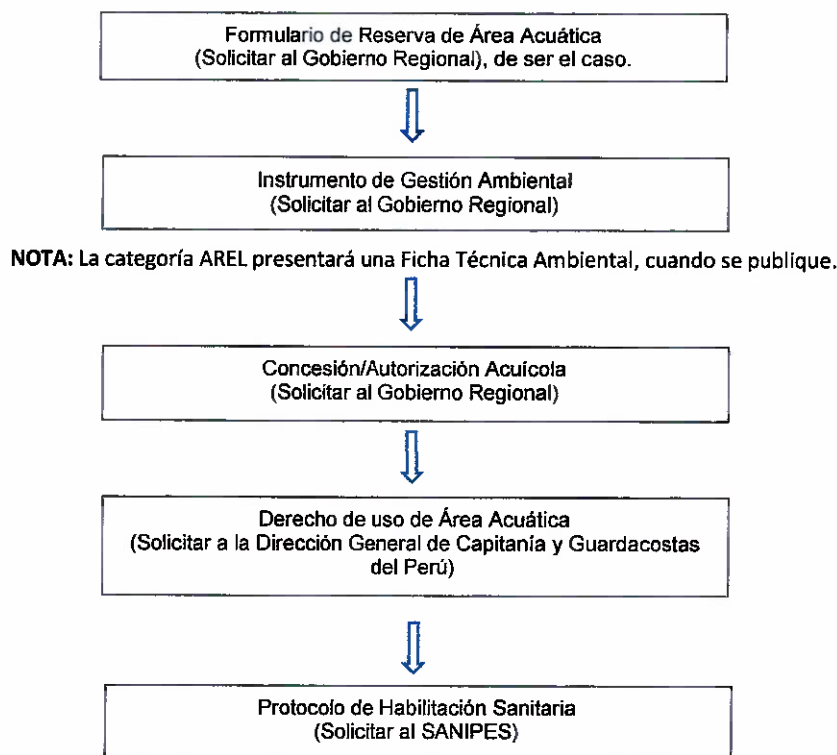 Formulario de Reserva de Área Acuática
(Solicitar al Gobierno Regional), de ser el caso.
Instrumento de Gestión Ambiental
(Solicitar al Gobierno Regional)
NOTA: La categoría AREL presentará una Ficha Técnica Ambiental, cuando se publique.
Concesión/Autorización Acuícola
(Solicitar al Gobierno Regional)
Derecho de uso de Área Acuática
(Solicitar a la Dirección General de Capitanía y Guardacostas
del Perú)
Protocolo de Habilitación Sanitaria
(Solicitar al SANIPES)